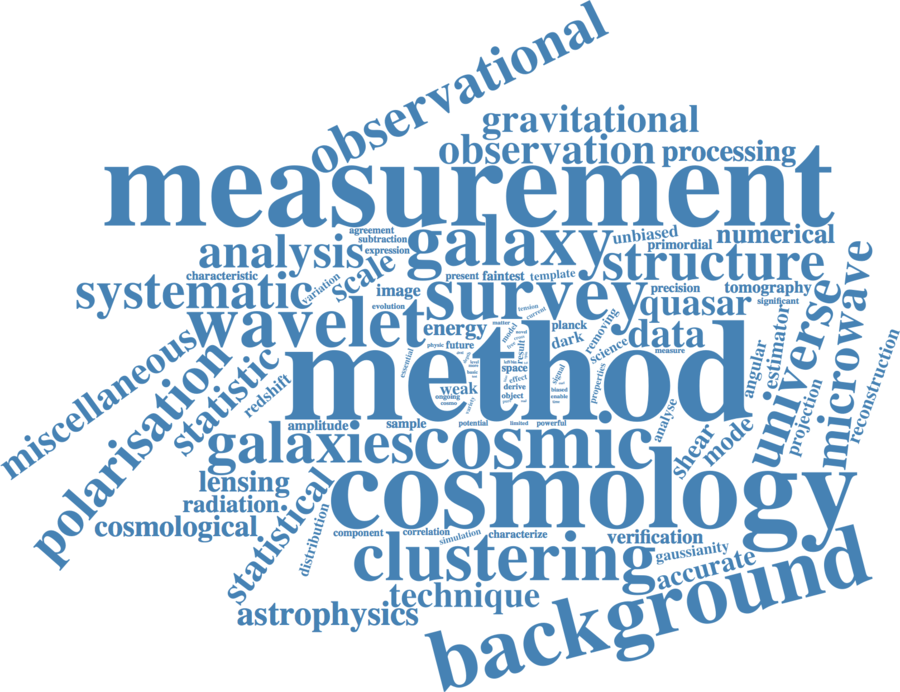 observational
gravitational
observation
processing
measurement
agreement
subtraction
expression
galaxy
unbiased
primordial
numerical
analysis
scale
structure
characteristic
variation
systematic
image
present
faintest
template
precision
tomography
survey
quasar
significant
evolution
wavelet
energy
planck
dark
removing
science
data
measure
physic
future
essential
method
matter
model
tension
current
result
space
effect
derive
object
weak
ongoing
cosmo
variety
signal
biased
enable
properties
angular
estimator
universe
microwave
projection
reconstruction
miscellaneous
polarisation
statistic
redshift
amplitude
sample
potential
limited
powerful
analyse
shear
mode
galaxies
cosmic
lensing
radiation
cosmological
statistical
distribution
cosmology
component
correlation
simulation
characterize
verification
gaussianity
accurate
clustering
technique
astrophysics
background